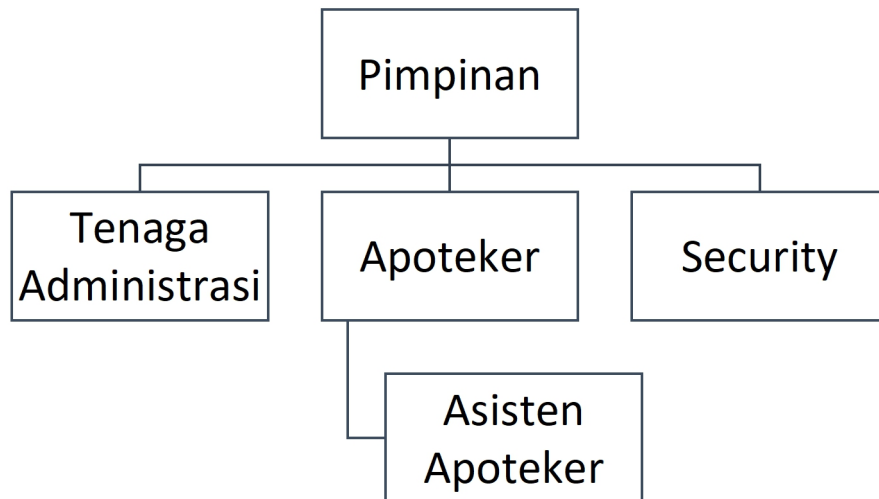 Pimpinan
Tenaga
Administrasi
Apoteker
Security
Asisten
Apoteker